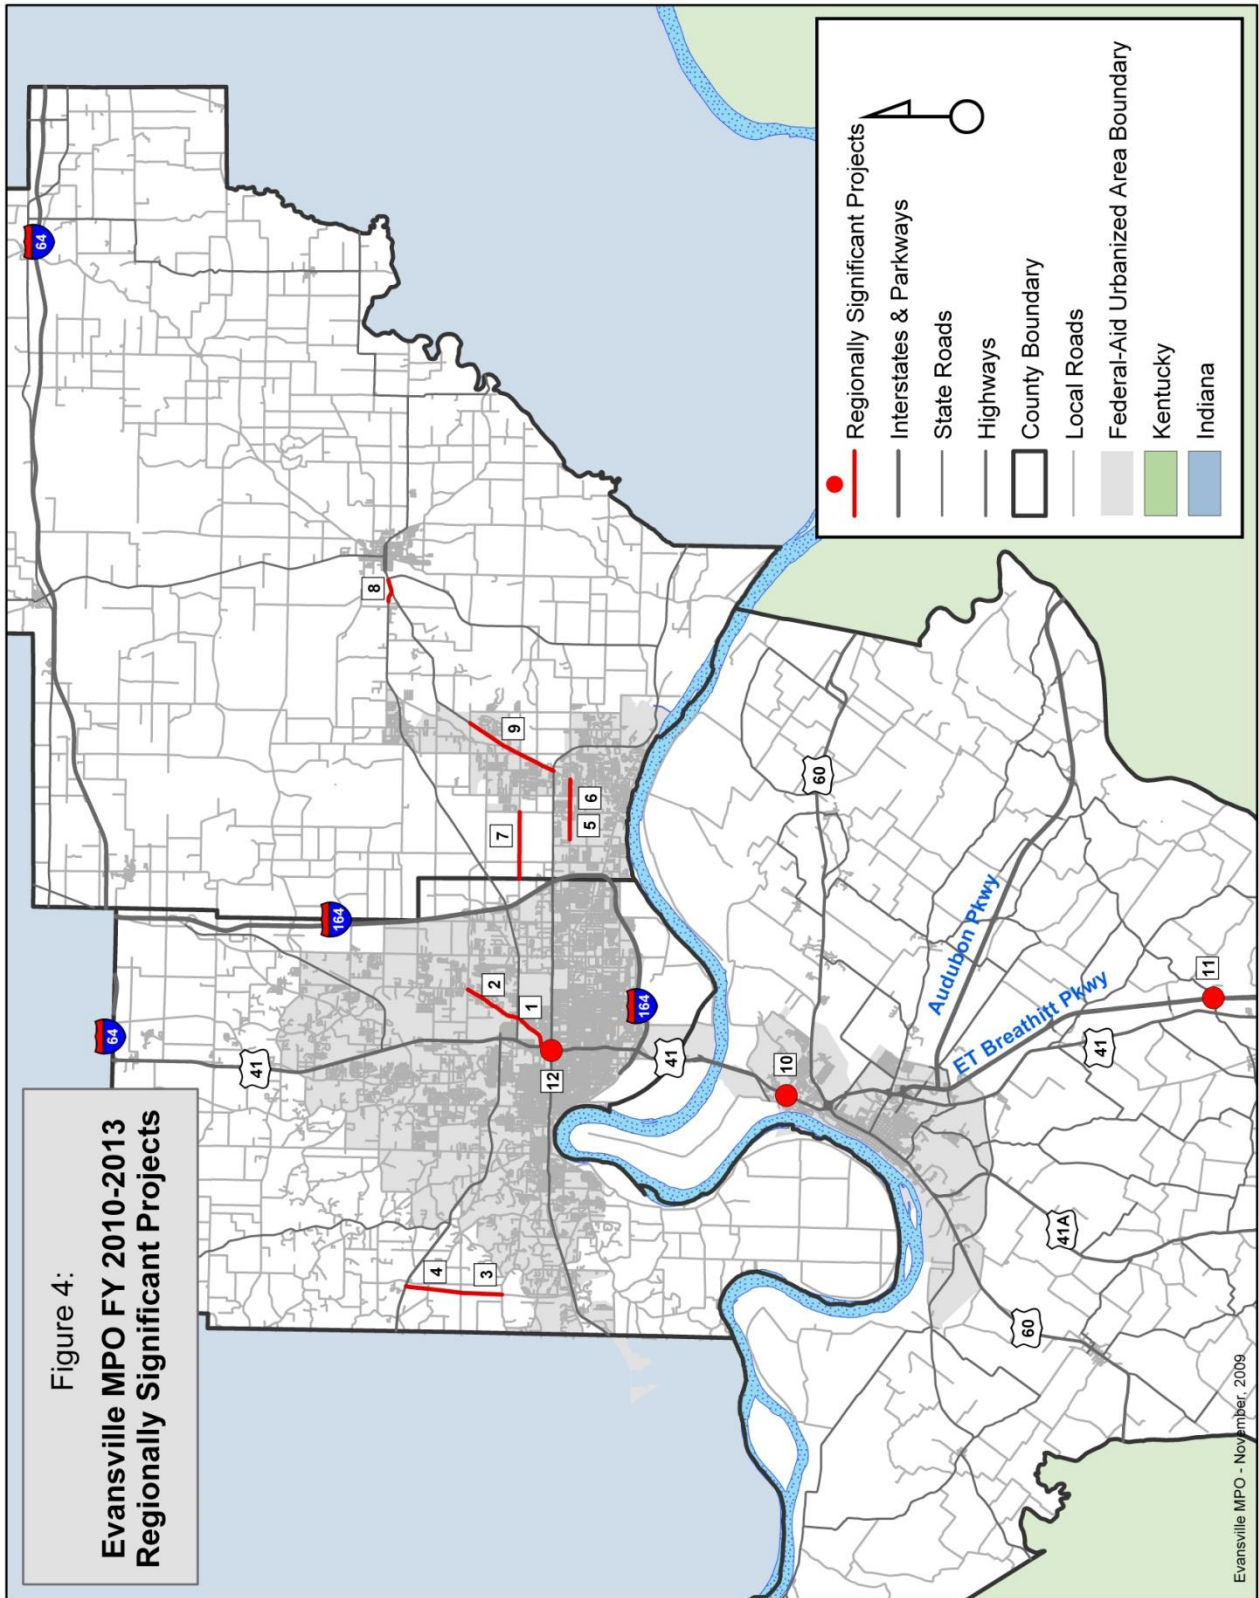 Figure 4:
Evansville MPO FY 2010-2013
Regionally Significant Projects
64
41
164
64
4
3
2
1
12
7
5
6
9
8
164
41
10
60
Audubon Pkwy
ET Breathitt Pkwy
41
11
41A
60
Regionally Significant Projects
Interstates & Parkways
State Roads
Highways
County Boundary
Local Roads
Federal-Aid Urbanized Area Boundary
Kentucky
Indiana
Evansville MPO - November, 2009